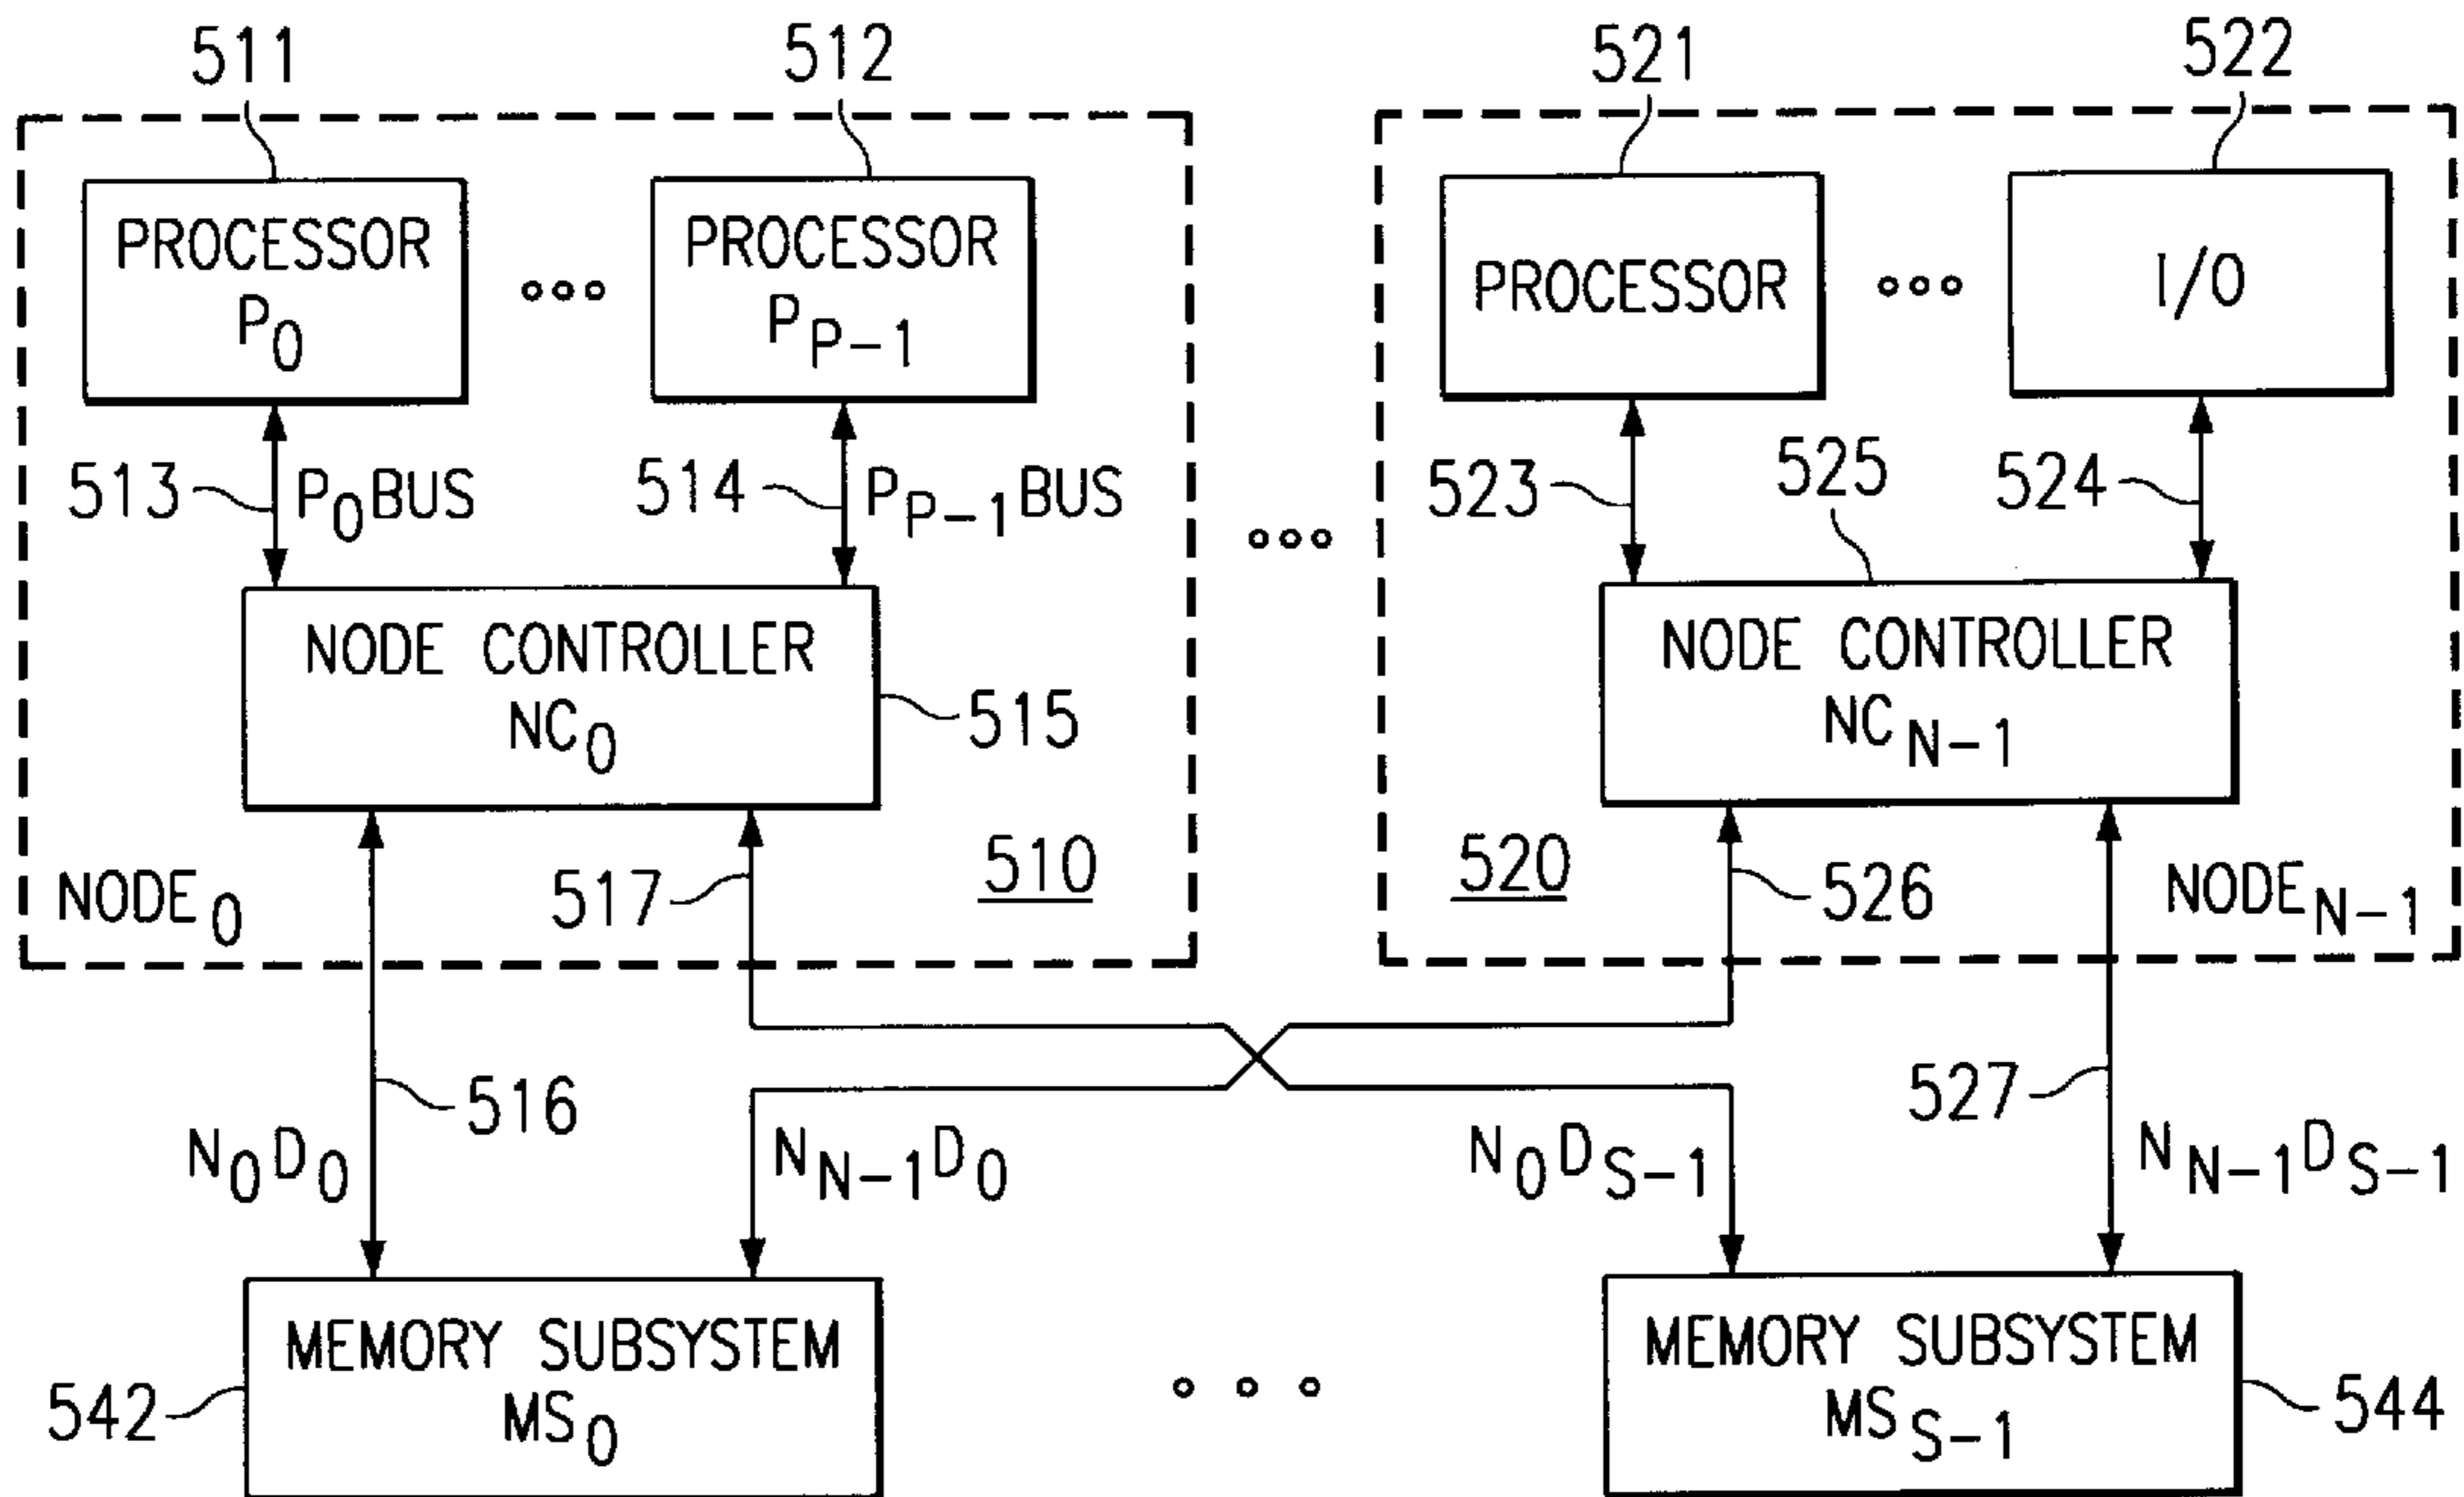 511
512
521
522
PROCESSOR
P0
PROCESSOR
PP-1
PROCESSOR
I/O
513
P0BUS
514
PP-1BUS
523
525
524
NODE CONTROLLER
NC0
515
NODE CONTROLLER
NCN-1
NODE0
517
510
520
526
NODEN-1
516
527
N0D0
NN-1D0
N0DS-1
NN-1DS-1
MEMORY SUBSYSTEM
MS0
542
MEMORY SUBSYSTEM
MSS-1
544